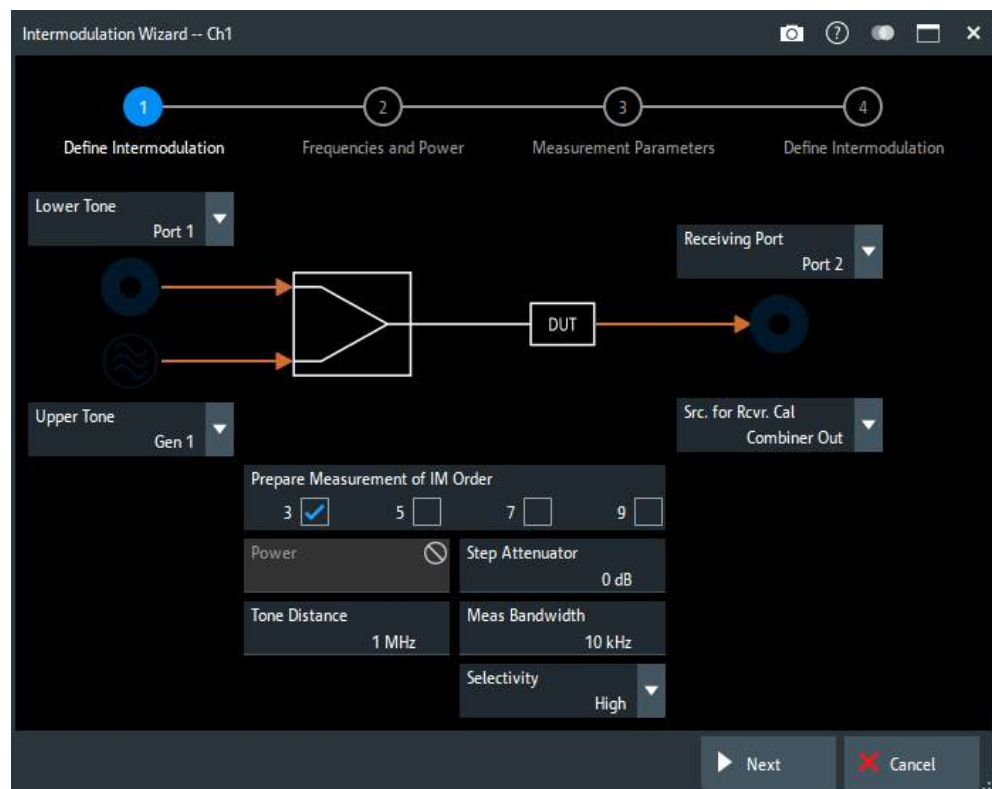 Intermodulation Wizard -- Ch1
?
1
2
3
4
Define Intermodulation
Frequencies and Power
Measurement Parameters
Define Intermodulation
Lower Tone
Port 1
Receiving Port
Port 2
DUT
Upper Tone
Gen 1
Src. for Rcvr. Cal
Combiner Out
Prepare Measurement of IM Order
3 5 7 9
Power
Step Attenuator
0 dB
Tone Distance
1 MHz
Meas Bandwidth
10 kHz
Selectivity
High
Next
Cancel